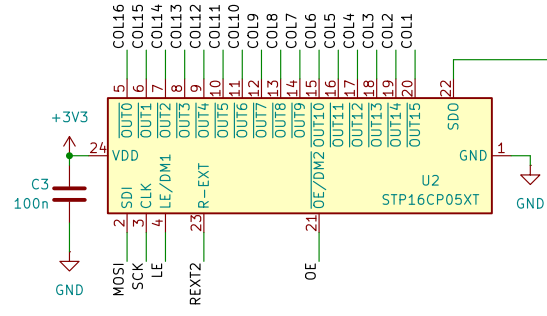 COL16
COL15
COL14
COL13
COL12
COL11
COL10
COL9
COL8
COL7
COL6
COL5
COL4
COL3
COL2
COL1
5
6
7
8
9
10
11
12
13
14
15
16
17
18
19
20
22
OUT0
OUT1
OUT2
OUT3
OUT4
OUT5
OUT6
OUT7
OUT8
OUT9
OUT10
OUT11
OUT12
OUT13
OUT14
OUT15
SDO
+3V3
24
VDD
GND
1
GND
C3
100n
GND
SDI
CLK
LE/DM1
R-EXT
OE/DM2
U2
STP16CP05XT
2
3
4
23
21
MOSI
SCK
LE
REXT2
OE